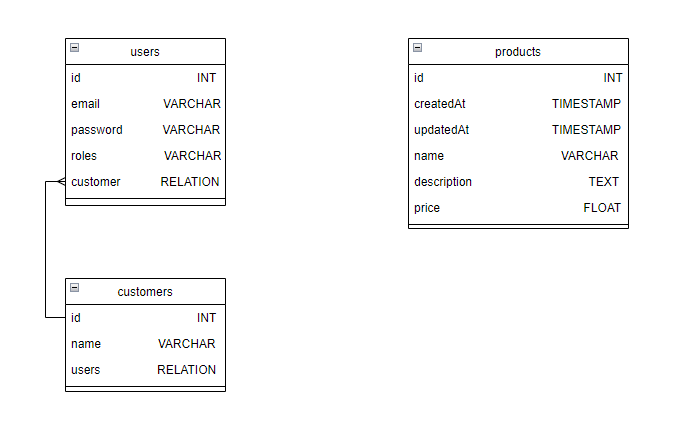 users
id INT
email VARCHAR
password VARCHAR
roles VARCHAR
customer RELATION
products
id INT
createdAt TIMESTAMP
updatedAt TIMESTAMP
name VARCHAR
description TEXT
price FLOAT
customers
id INT
name VARCHAR
users RELATION